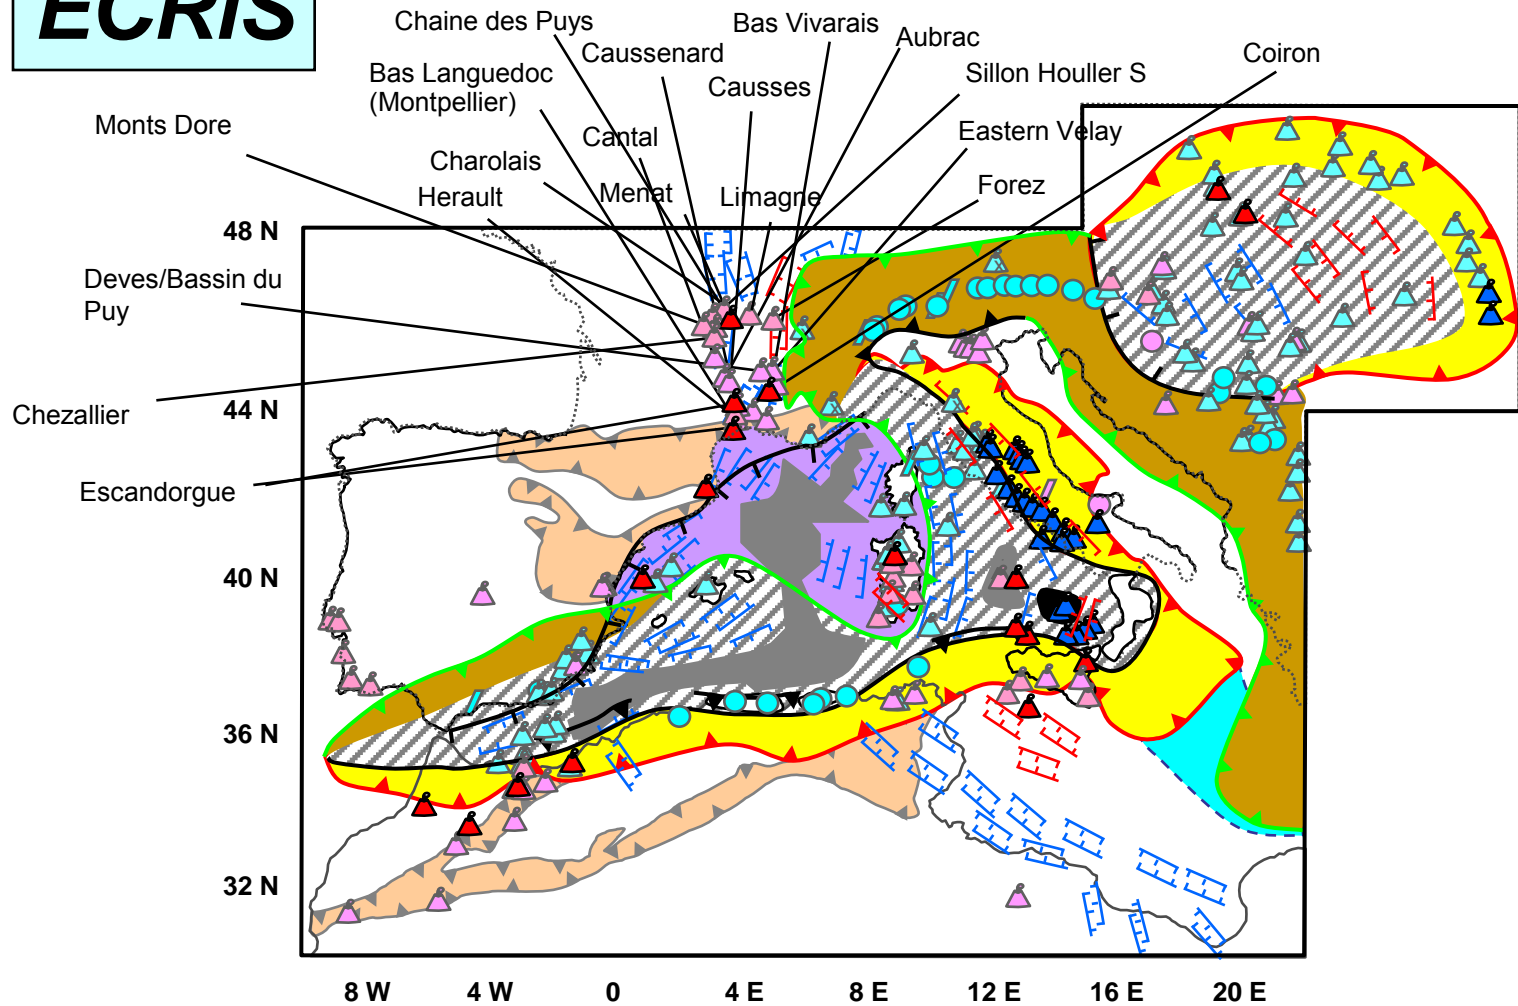 ECRIS
Chaine des Puys
Bas Vivarais
Aubrac
Caussenard
Coiron
Bas Languedoc
(Montpellier)
Sillon Houller S
Causses
Monts Dore
Cantal
Eastern Velay
Charolais
Herault
Menat
Limagne
Forez
48 N
Deves/Bassin du
Puy
Chezallier
44 N
Escandorgue
40 N
36 N
32 N
8 W
4 W
0
4 E
8 E
12 E
16 E
20 E